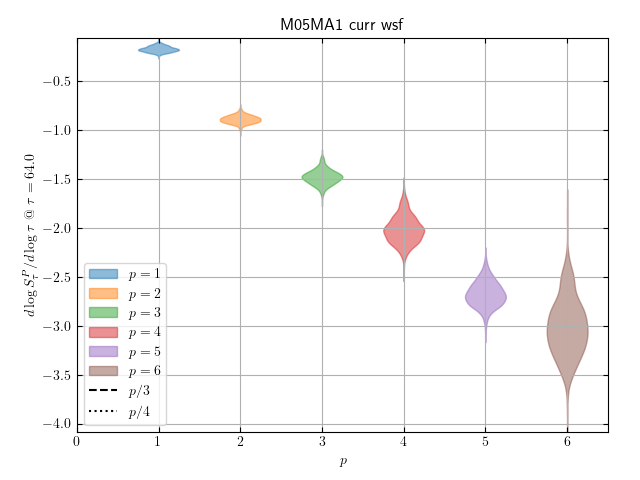 M05MA1 curr wsf
d log S_τ^P / d log τ @ τ = 64.0
−0.5
−1.0
−1.5
−2.0
−2.5
−3.0
−3.5
−4.0
p = 1
p = 2
p = 3
p = 4
p = 5
p = 6
p/3
p/4
0 1 2 3 4 5 6
p